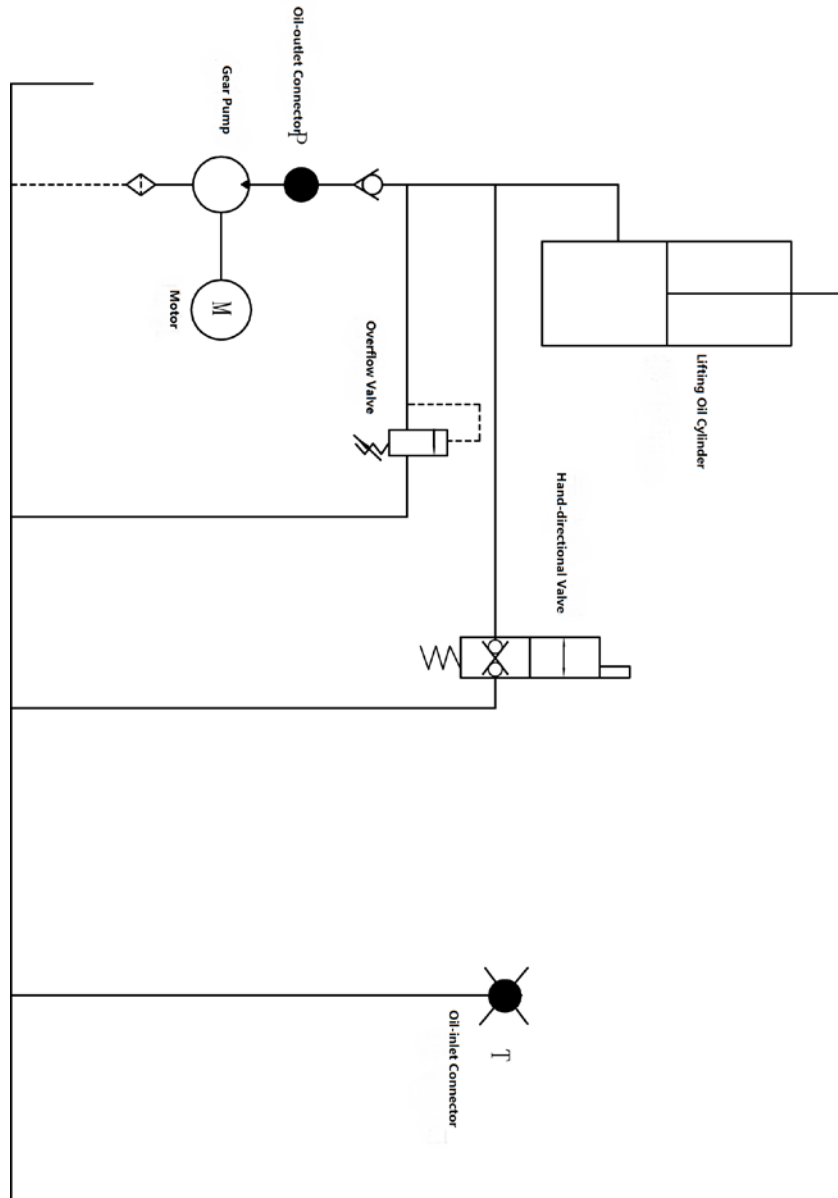 Oil-outlet Connector
P
Gear Pump
M
Motor
Overflow Valve
Lifting Oil Cylinder
Hand-directional Valve
Oil-inlet Connector
T